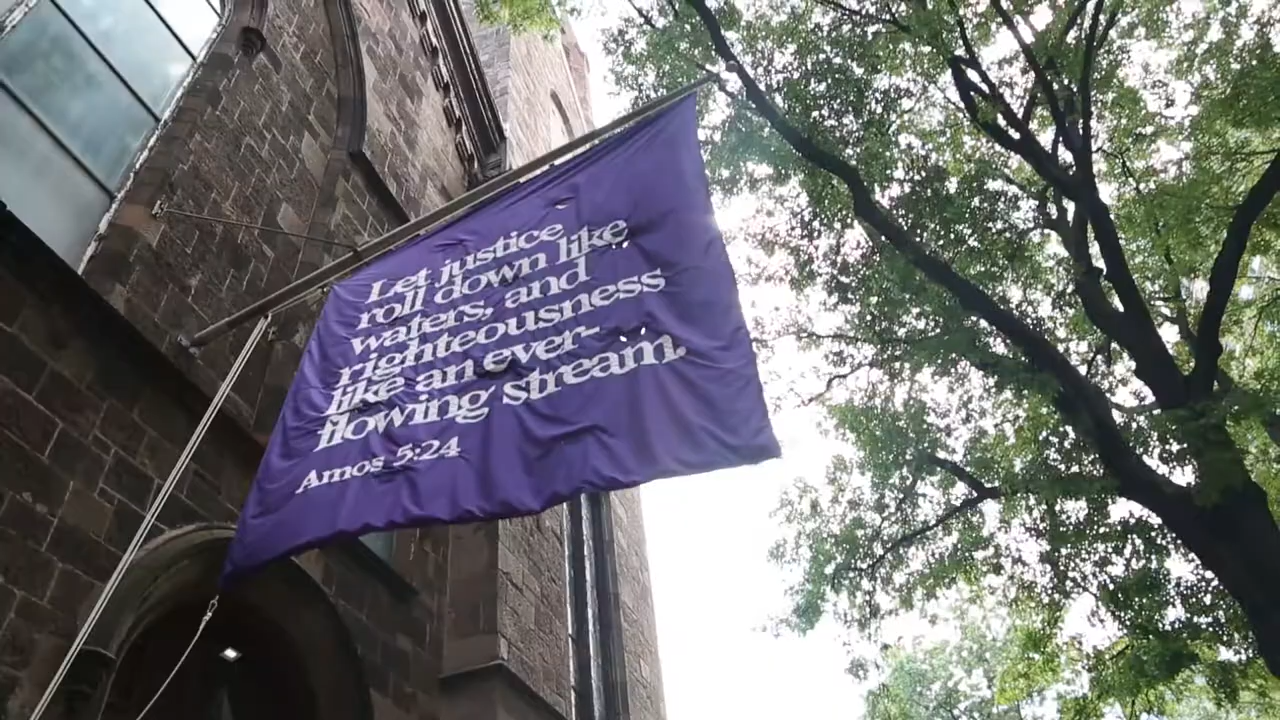 Let justice
roll down like
waters, and
righteousness
like an ever-
flowing stream.
Amos 5:24